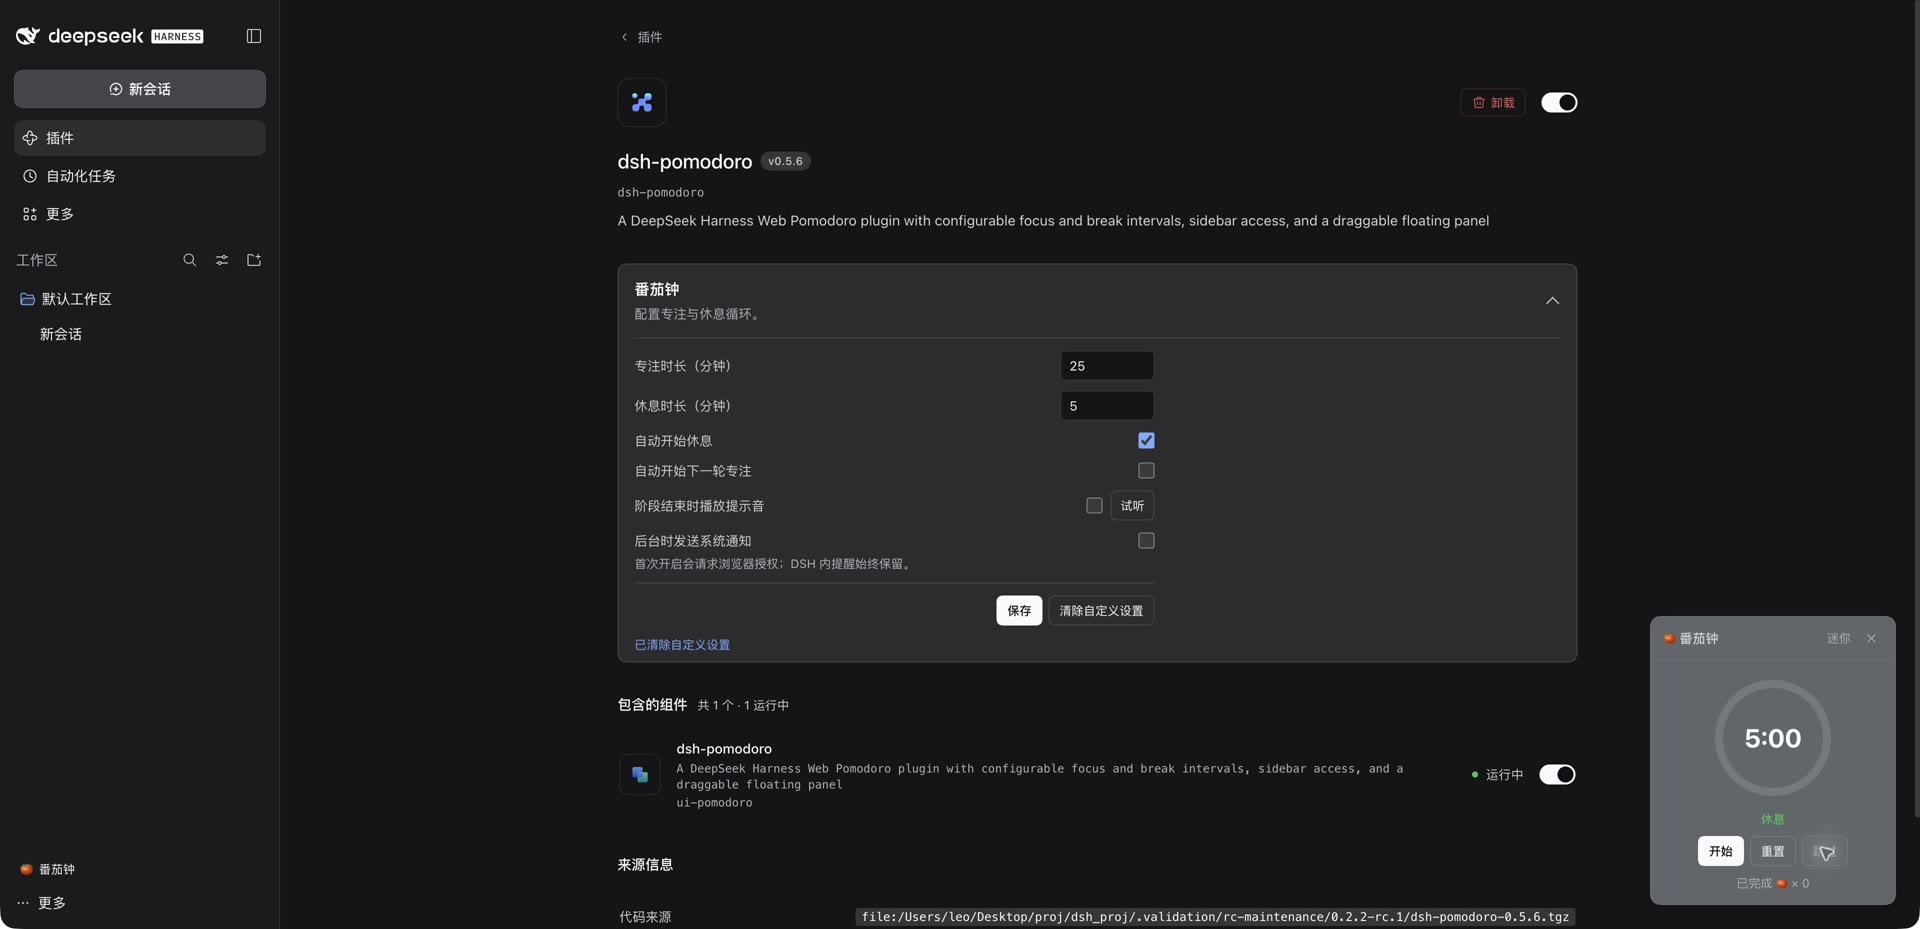 deepseek HARNESS
新会话
插件
自动化任务
更多
工作区
默认工作区
新会话
番茄钟
更多
插件
卸载
dsh-pomodoro v0.5.6
dsh-pomodoro
A DeepSeek Harness Web Pomodoro plugin with configurable focus and break intervals, sidebar access, and a draggable floating panel
番茄钟
配置专注与休息循环。
专注时长（分钟） 25
休息时长（分钟） 5
自动开始休息
自动开始下一轮专注
阶段结束时播放提示音 试听
后台时发送系统通知
首次开启会请求浏览器授权；DSH 内提醒始终保留。
保存 清除自定义设置
已清除自定义设置
包含的组件 共 1 个 · 1 运行中
dsh-pomodoro
A DeepSeek Harness Web Pomodoro plugin with configurable focus and break intervals, sidebar access, and a
draggable floating panel
ui-pomodoro
运行中
来源信息
代码来源 file:/Users/leo/Desktop/proj/dsh_proj/.validation/rc-maintenance/0.2.2-rc.1/dsh-pomodoro-0.5.6.tgz
番茄钟 迷你
5:00
休息
开始 重置
已完成 × 0